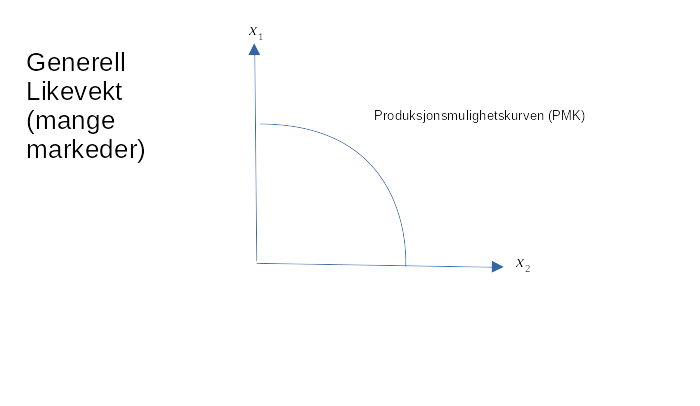 x1
Generell
Likevekt
(mange
markeder)
Produksjonsmulighetskurven (PMK)
x2